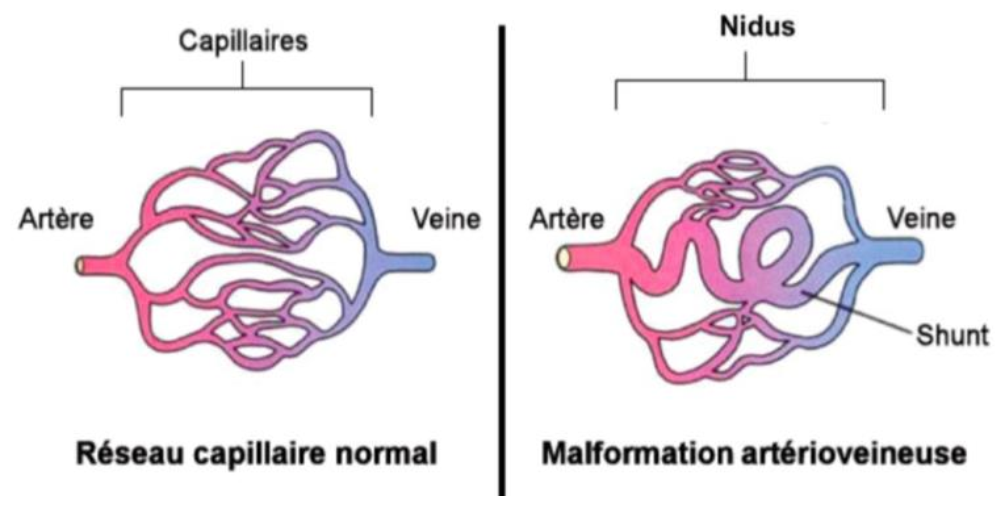 Capillaires
Artère
Veine
Réseau capillaire normal
Nidus
Artère
Veine
Shunt
Malformation artérioveineuse